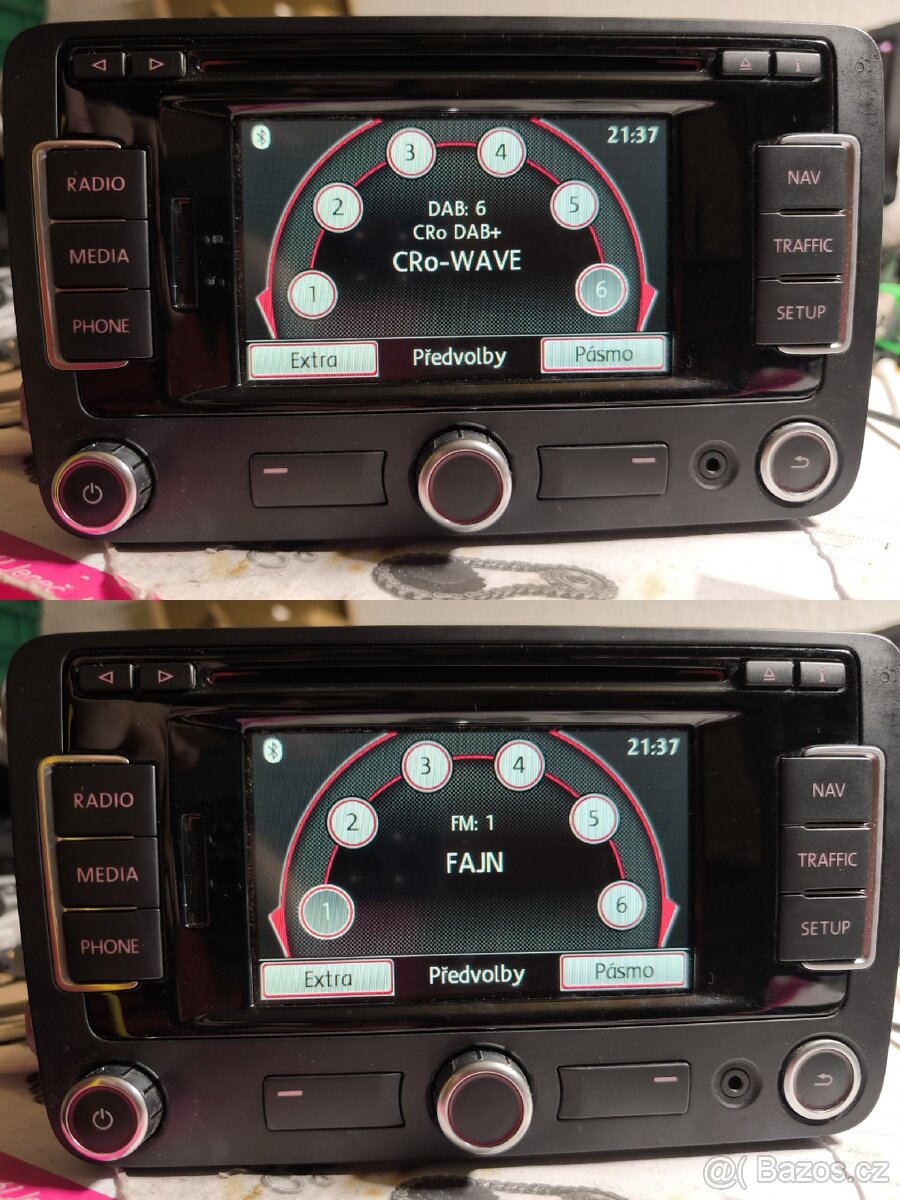 i
21:37
3 4
2 5
1 6
DAB: 6
CRo DAB+
CRo-WAVE
Extra Předvolby Pásmo
RADIO
MEDIA
PHONE
NAV
TRAFFIC
SETUP
i
21:37
3 4
2 5
1 6
FM: 1
FAJN
Extra Předvolby Pásmo
RADIO
MEDIA
PHONE
NAV
TRAFFIC
SETUP
@( Bazos.cz